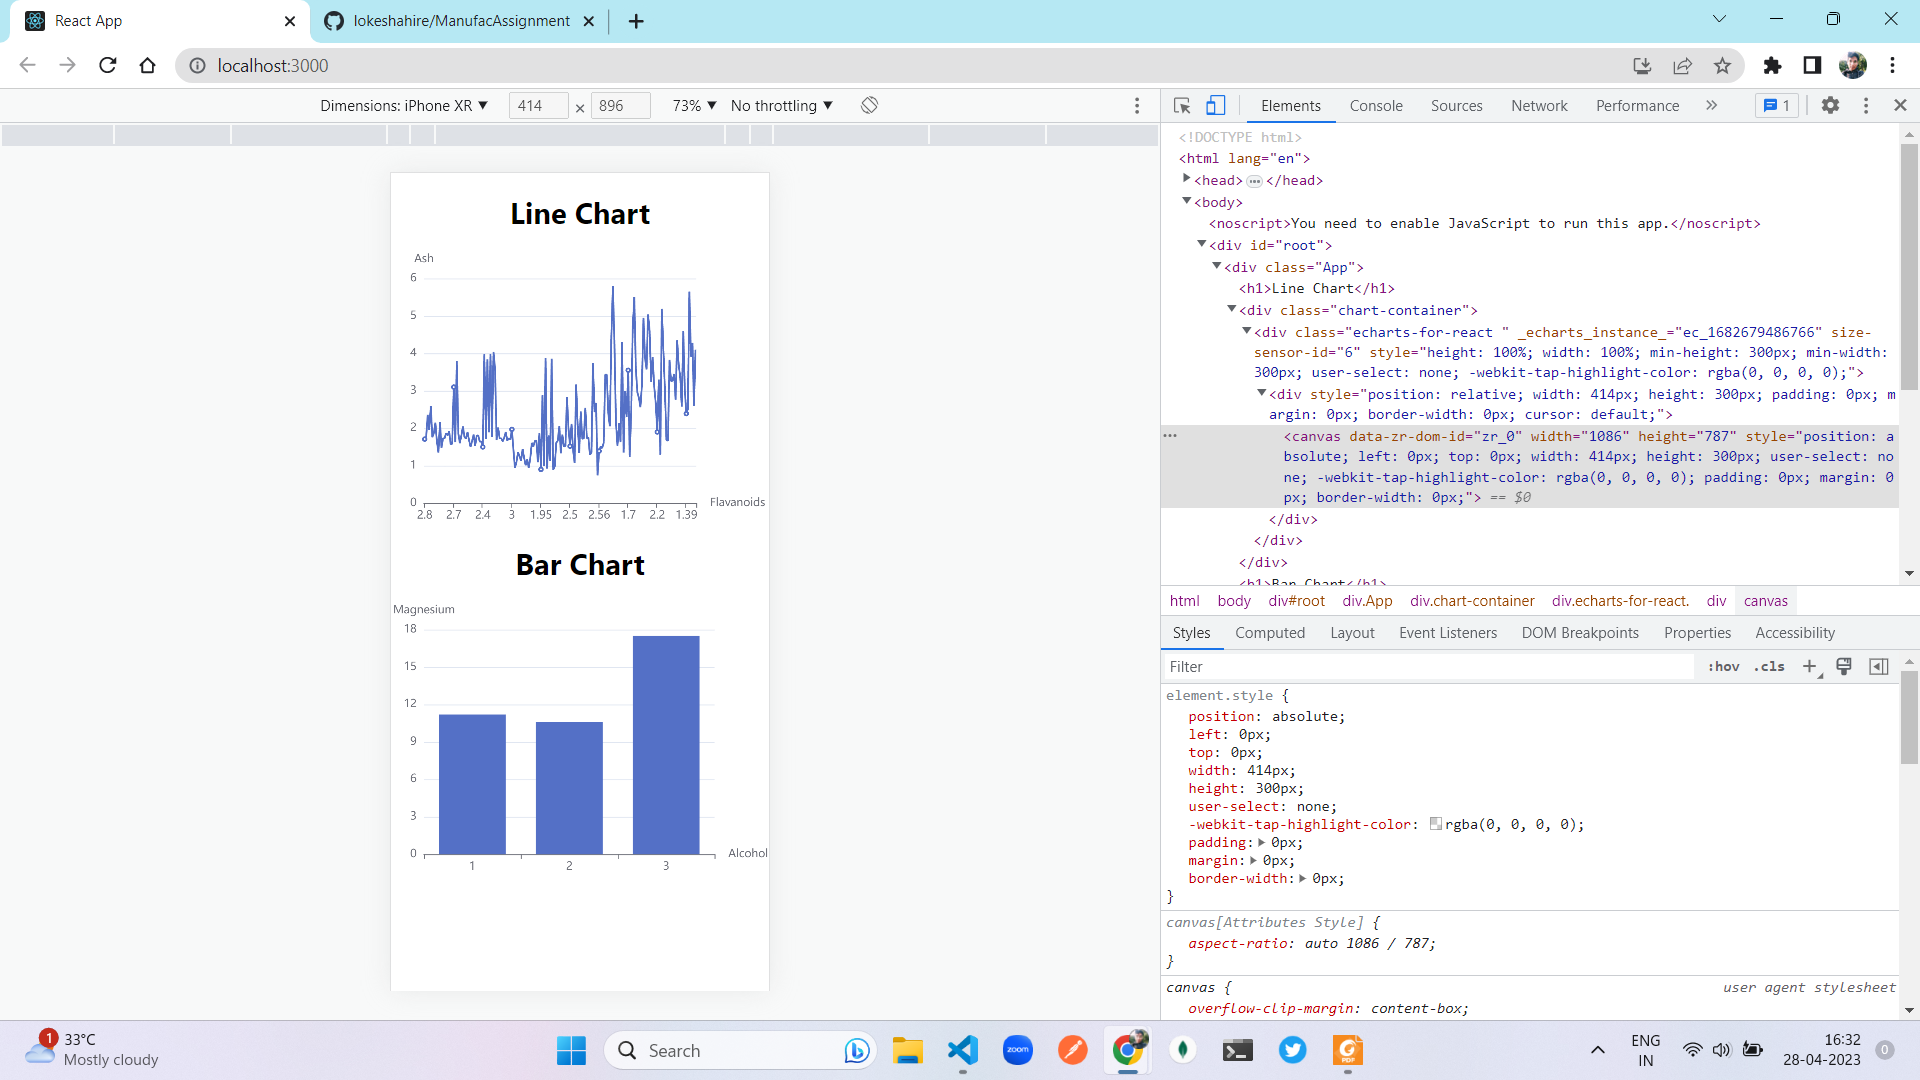 React App
lokeshahire/ManufacAssignment
localhost:3000
Dimensions: iPhone XR ▼ 414 × 896 73% ▼ No throttling ▼
Line Chart
Ash
6
5
4
3
2
1
0
Flavanoids
2.8 2.7 2.4 3 1.95 2.5 2.56 1.7 2.2 1.39
Bar Chart
Magnesium
18
15
12
9
6
3
0
Alcohol
1 2 3
Elements Console Sources Network Performance » 1
<!DOCTYPE html>
<html lang="en">
<head> ••• </head>
<body>
<noscript>You need to enable JavaScript to run this app.</noscript>
<div id="root">
<div class="App">
<h1>Line Chart</h1>
<div class="chart-container">
<div class="echarts-for-react " _echarts_instance_="ec_1682679486766" size-
sensor-id="6" style="height: 100%; width: 100%; min-height: 300px; min-width:
300px; user-select: none; -webkit-tap-highlight-color: rgba(0, 0, 0, 0);">
<div style="position: relative; width: 414px; height: 300px; padding: 0px; m
argin: 0px; border-width: 0px; cursor: default;">
••• <canvas data-zr-dom-id="zr_0" width="1086" height="787" style="position: a
bsolute; left: 0px; top: 0px; width: 414px; height: 300px; user-select: no
ne; -webkit-tap-highlight-color: rgba(0, 0, 0, 0); padding: 0px; margin: 0
px; border-width: 0px;"> == $0
</div>
</div>
</div>
<h1>Bar Chart</h1>
html body div#root div.App div.chart-container div.echarts-for-react. div canvas
Styles Computed Layout Event Listeners DOM Breakpoints Properties Accessibility
Filter :hov .cls +
element.style {
position: absolute;
left: 0px;
top: 0px;
width: 414px;
height: 300px;
user-select: none;
-webkit-tap-highlight-color: rgba(0, 0, 0, 0);
padding: 0px;
margin: 0px;
border-width: 0px;
}
canvas[Attributes Style] {
aspect-ratio: auto 1086 / 787;
}
canvas { user agent stylesheet
overflow-clip-margin: content-box;
1
33°C
Mostly cloudy
Search
zoom
PDF
ENG
IN
16:32
28-04-2023
0